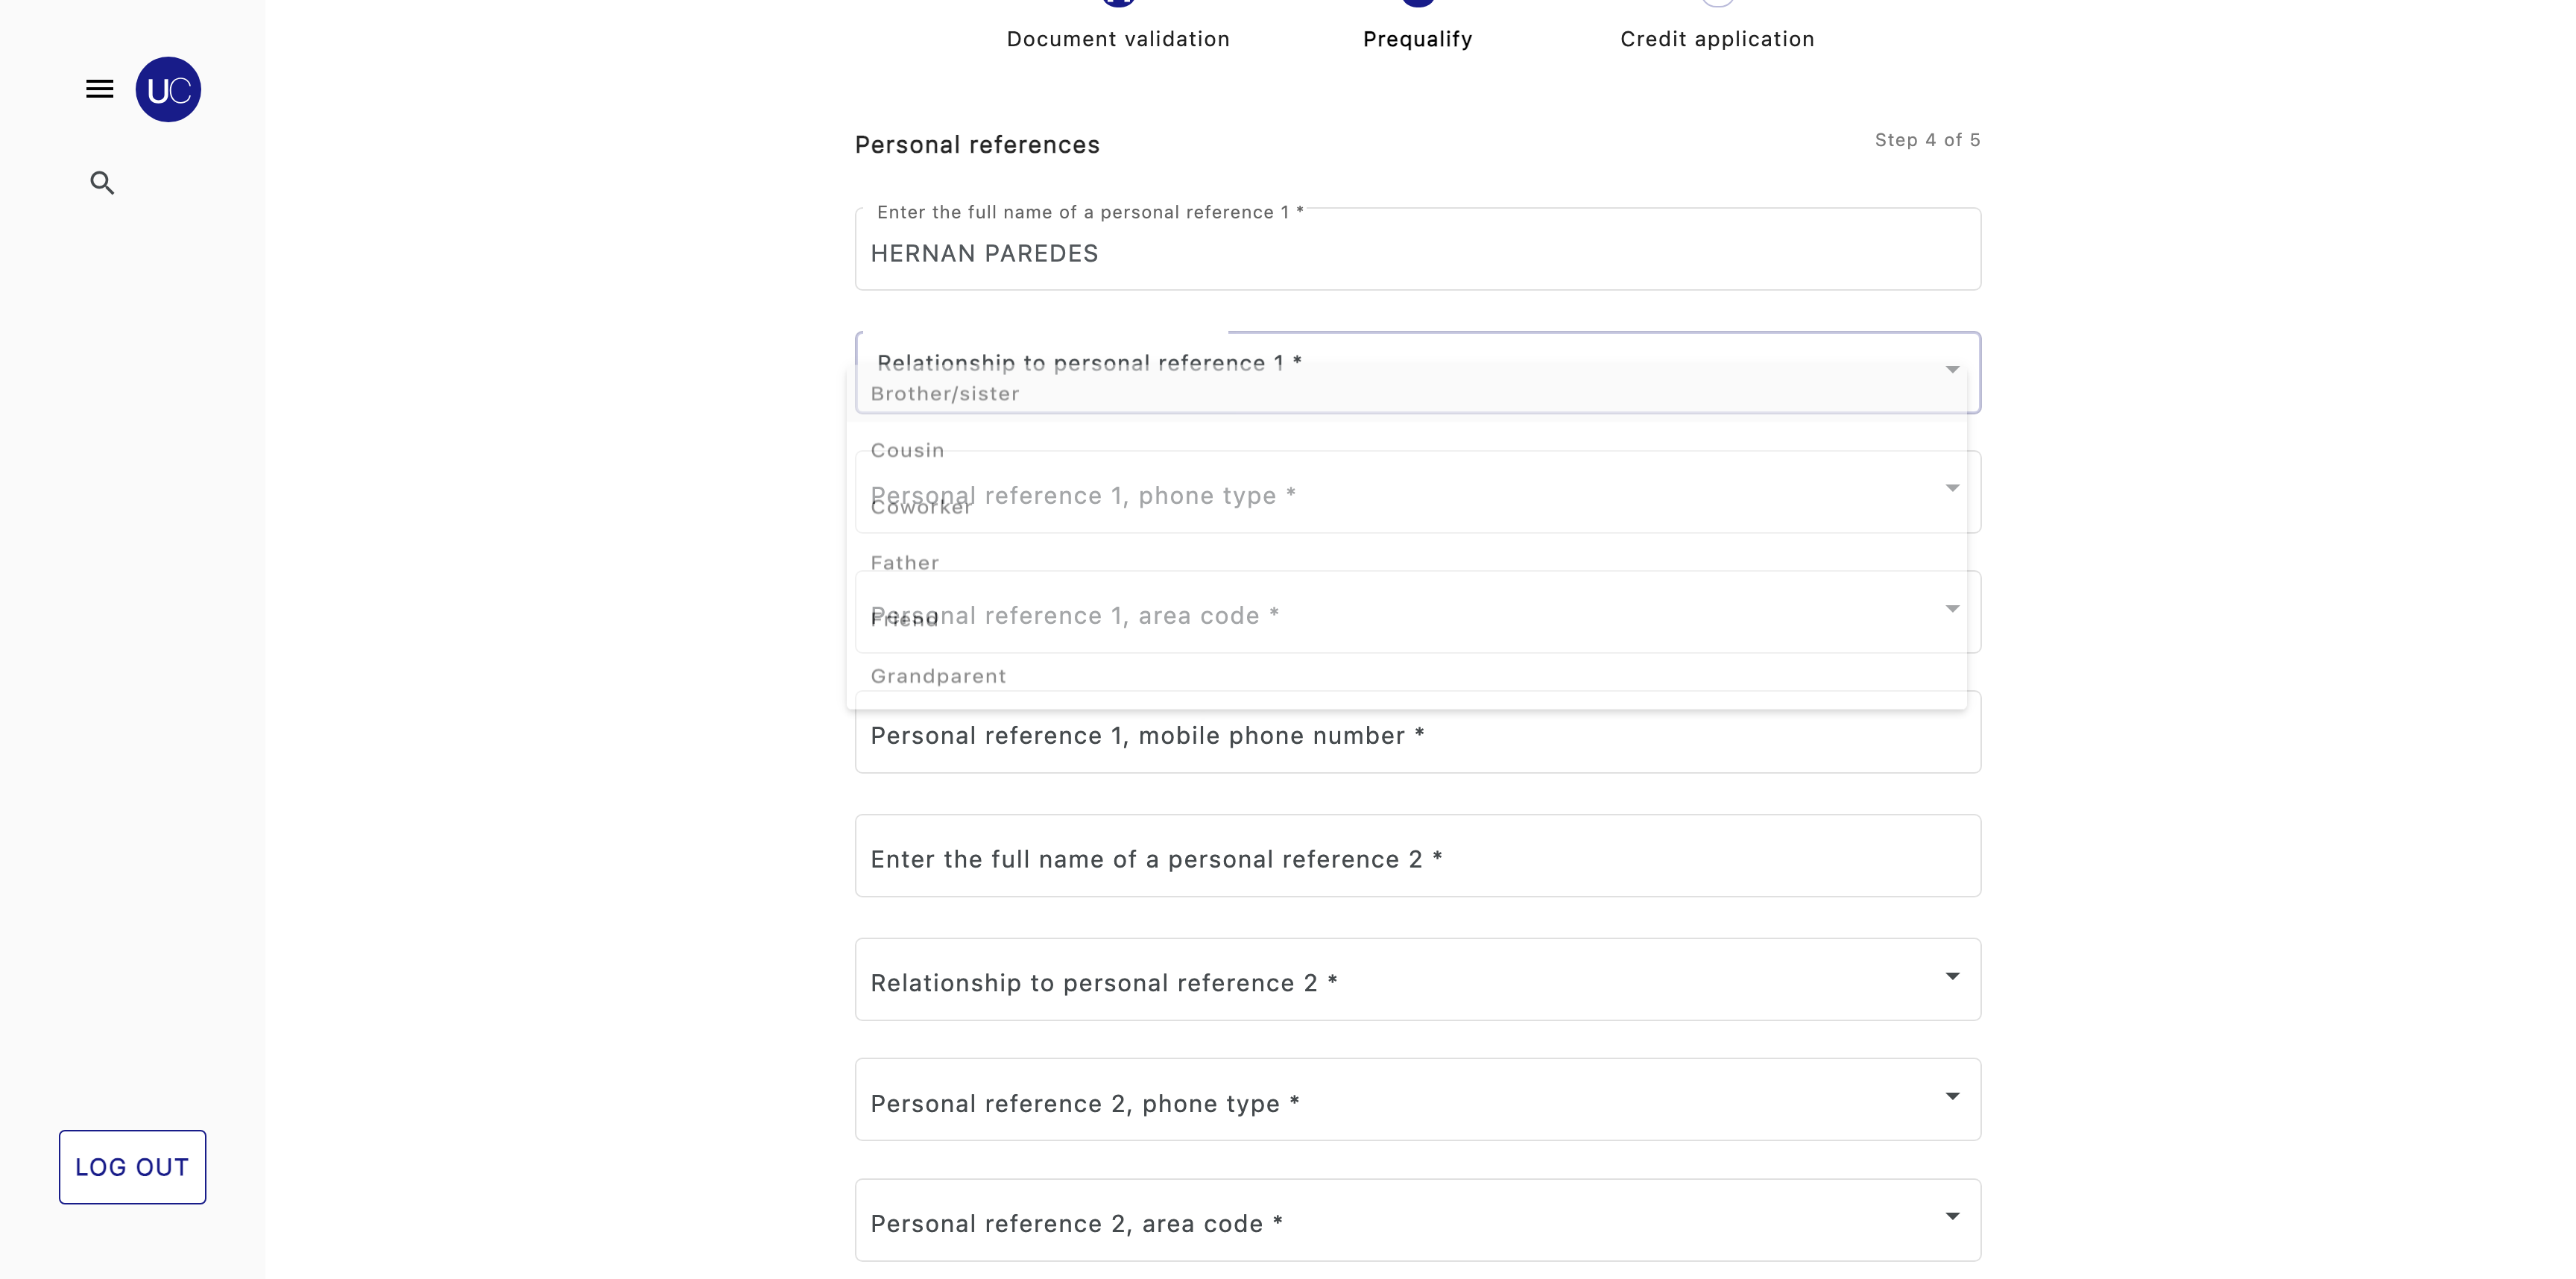 Document validation
Prequalify
Credit application
UC
Personal references
Step 4 of 5
Enter the full name of a personal reference 1 *
HERNAN PAREDES
Relationship to personal reference 1 *
Brother/sister
Cousin
Personal reference 1, phone type *
Coworker
Father
Personal reference 1, area code *
Friend
Grandparent
Personal reference 1, mobile phone number *
Enter the full name of a personal reference 2 *
Relationship to personal reference 2 *
Personal reference 2, phone type *
Personal reference 2, area code *
LOG OUT